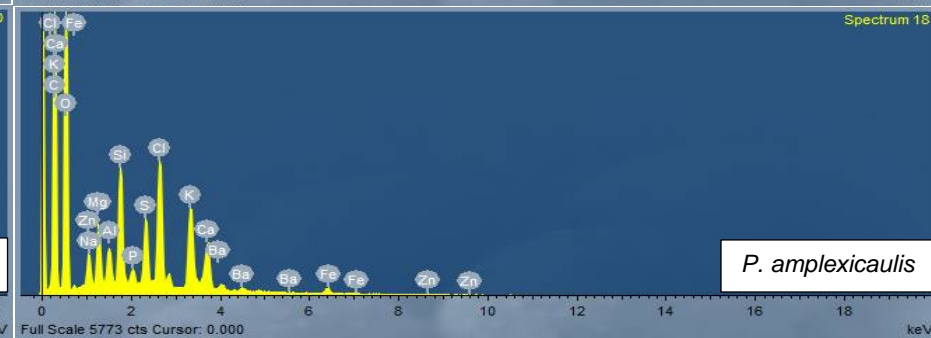 Spectrum 18
Cl Fe
Ca
K
C
O
Si Cl
Mg K
Zn S Ca
Na Al P Ba
Ba Ba Fe Fe Zn Zn
P. amplexicaulis
0 2 4 6 8 10 12 14 16 18
Full Scale 5773 cts Cursor: 0.000 keV